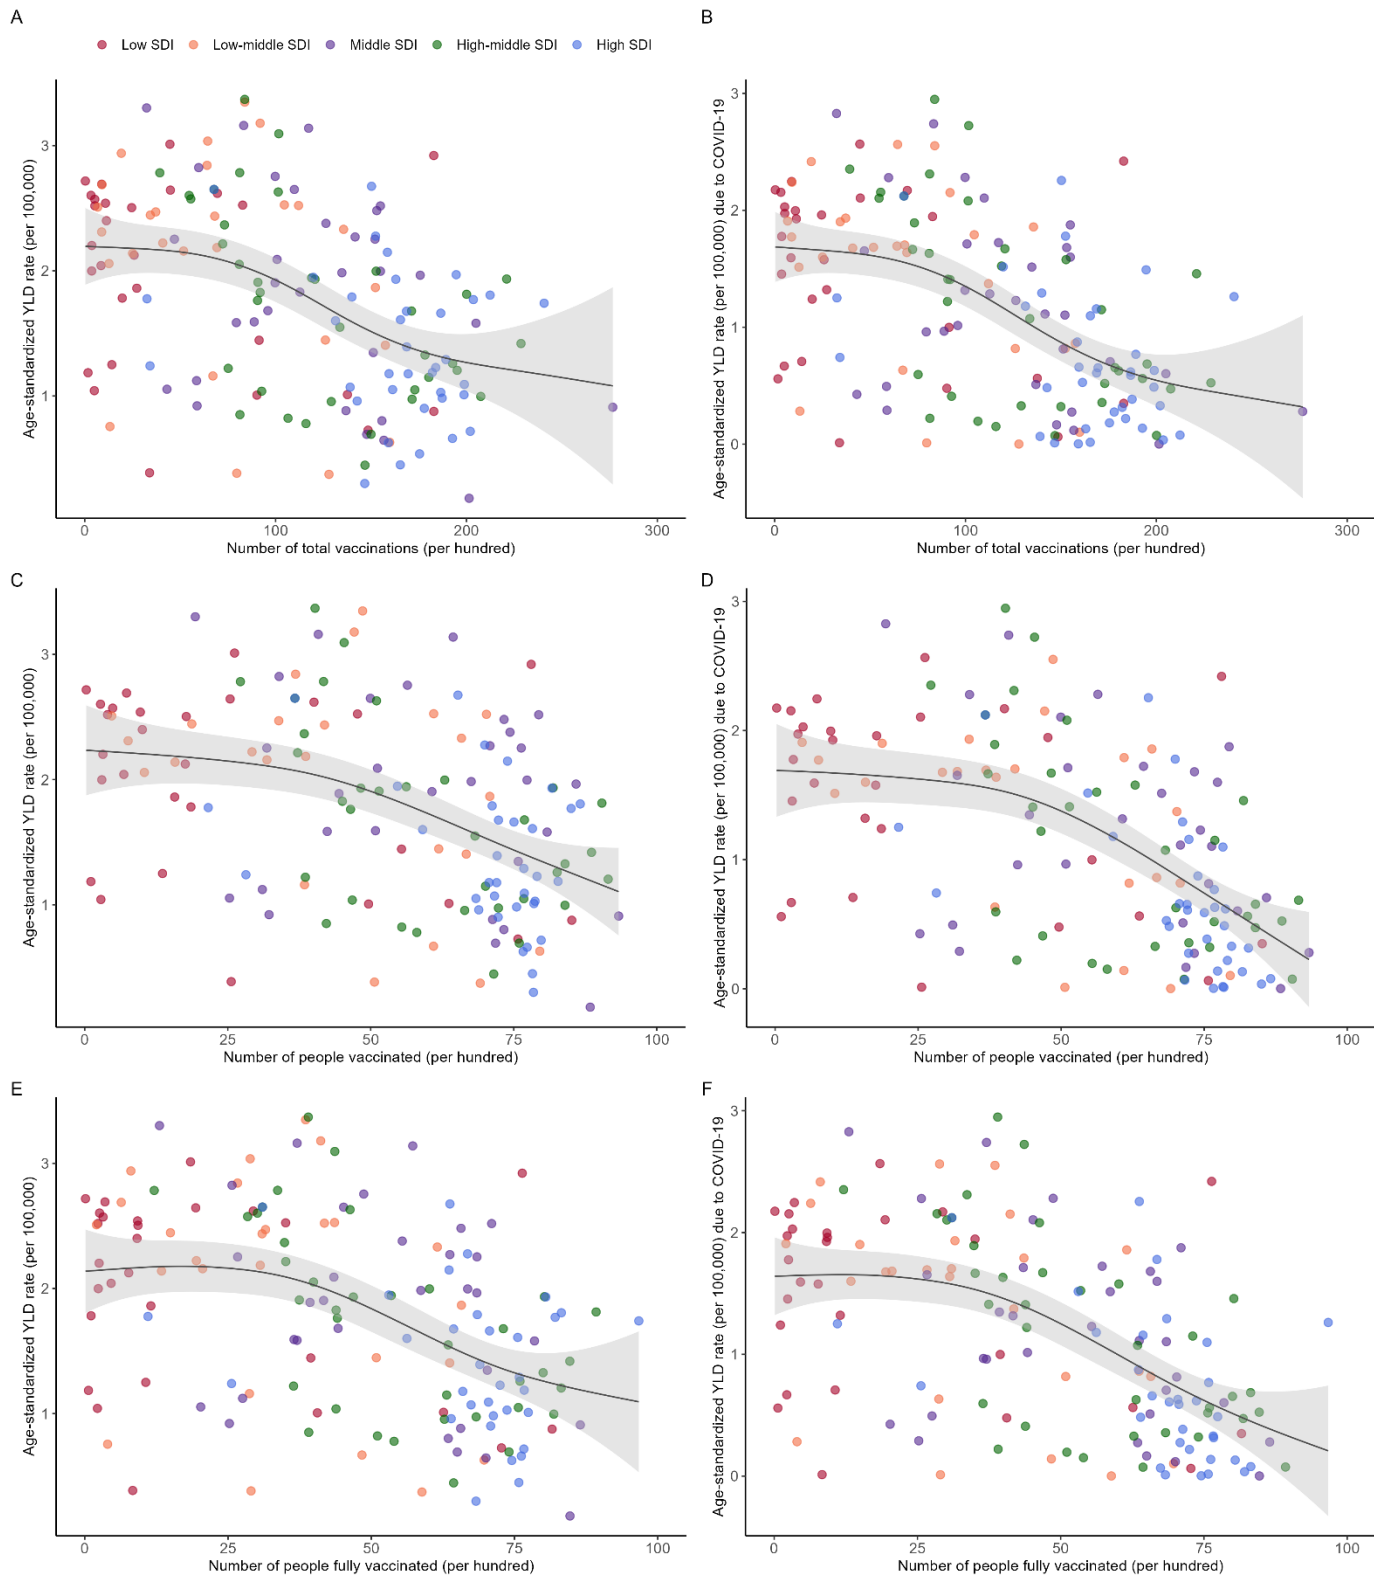 A
B
Low SDI Low-middle SDI Middle SDI High-middle SDI High SDI
Age-standardized YLD rate (per 100,000)
3
2
1
0 100 200 300
Number of total vaccinations (per hundred)
Age-standardized YLD rate (per 100,000) due to COVID-19
3
2
1
0
0 100 200 300
Number of total vaccinations (per hundred)
C
D
Age-standardized YLD rate (per 100,000)
3
2
1
0 25 50 75 100
Number of people vaccinated (per hundred)
Age-standardized YLD rate (per 100,000) due to COVID-19
3
2
1
0
0 25 50 75 100
Number of people vaccinated (per hundred)
E
F
Age-standardized YLD rate (per 100,000)
3
2
1
0 25 50 75 100
Number of people fully vaccinated (per hundred)
Age-standardized YLD rate (per 100,000) due to COVID-19
3
2
1
0
0 25 50 75 100
Number of people fully vaccinated (per hundred)